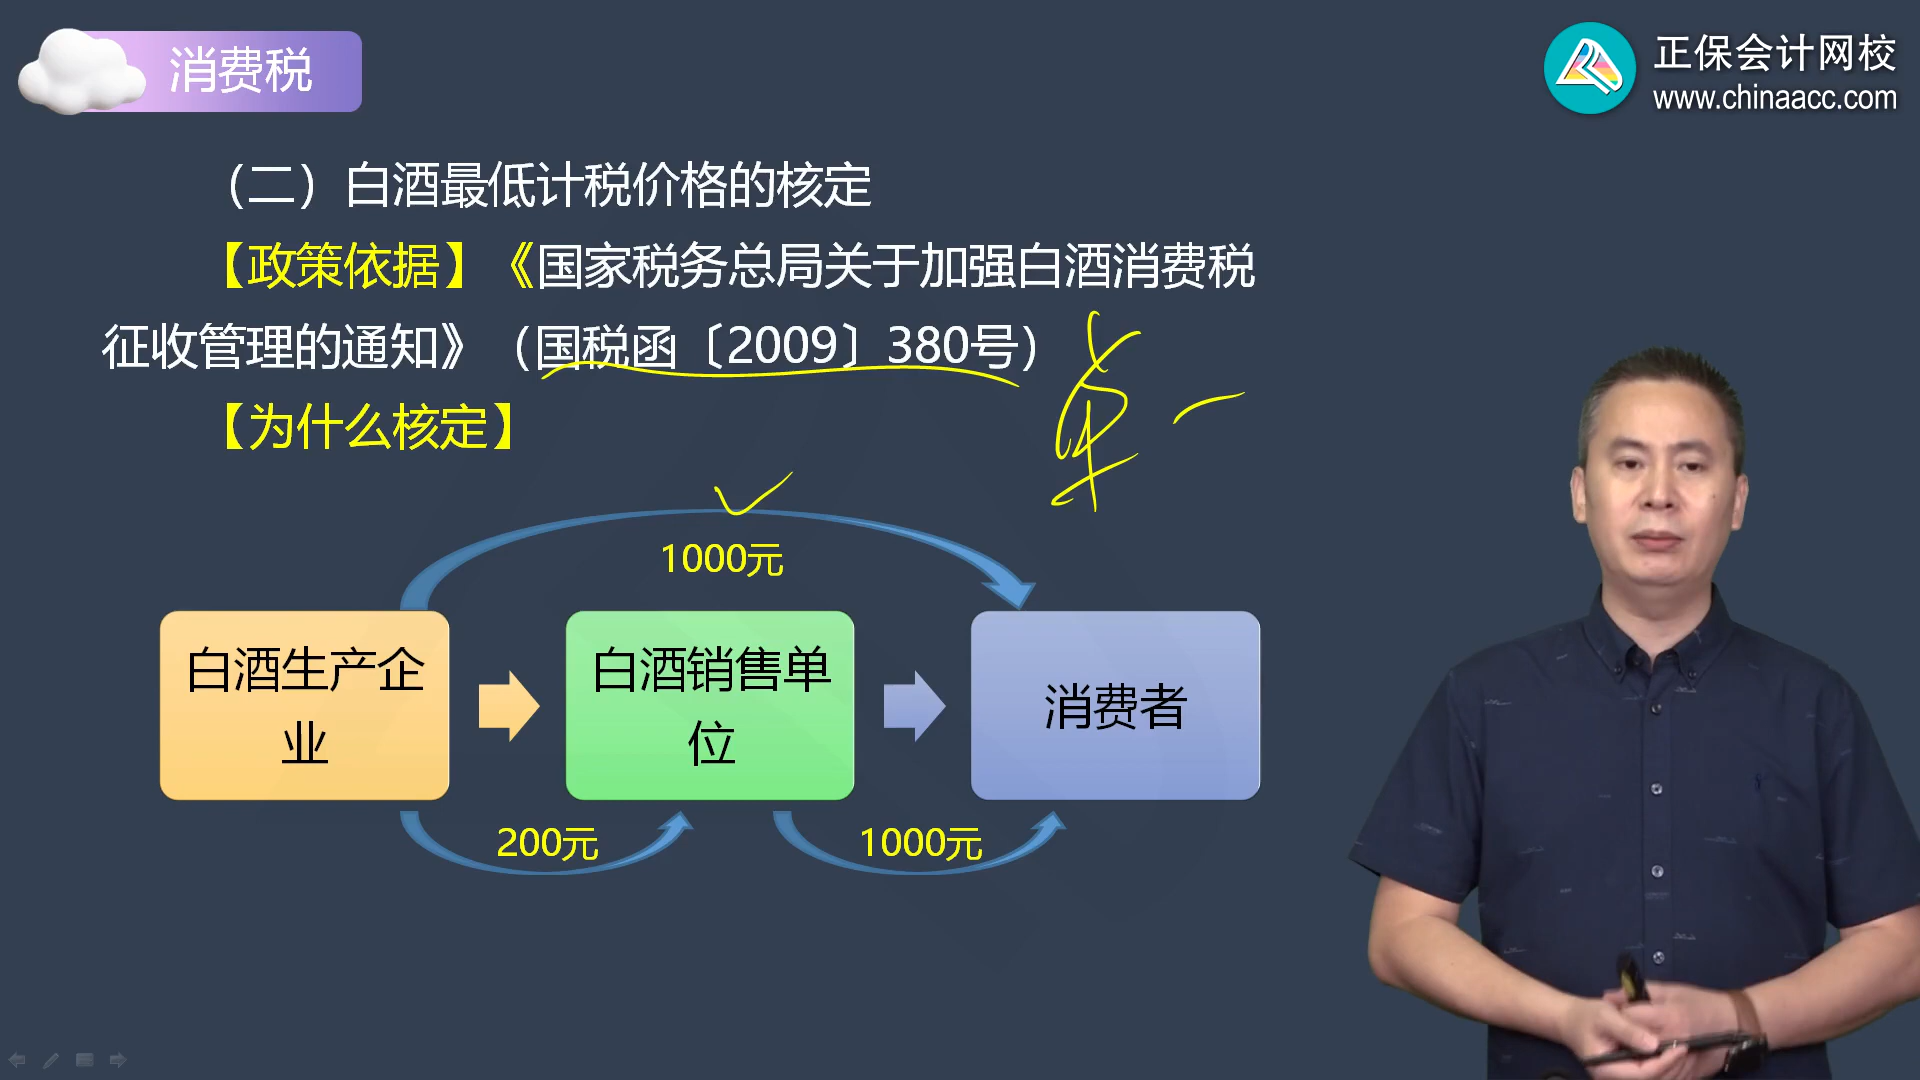 消费税
正保会计网校
www.chinaacc.com
（二）白酒最低计税价格的核定
【政策依据】《国家税务总局关于加强白酒消费税
征收管理的通知》（国税函〔2009〕380号）
【为什么核定】
单一
1000元
白酒生产企
业
白酒销售单
位
消费者
200元
1000元